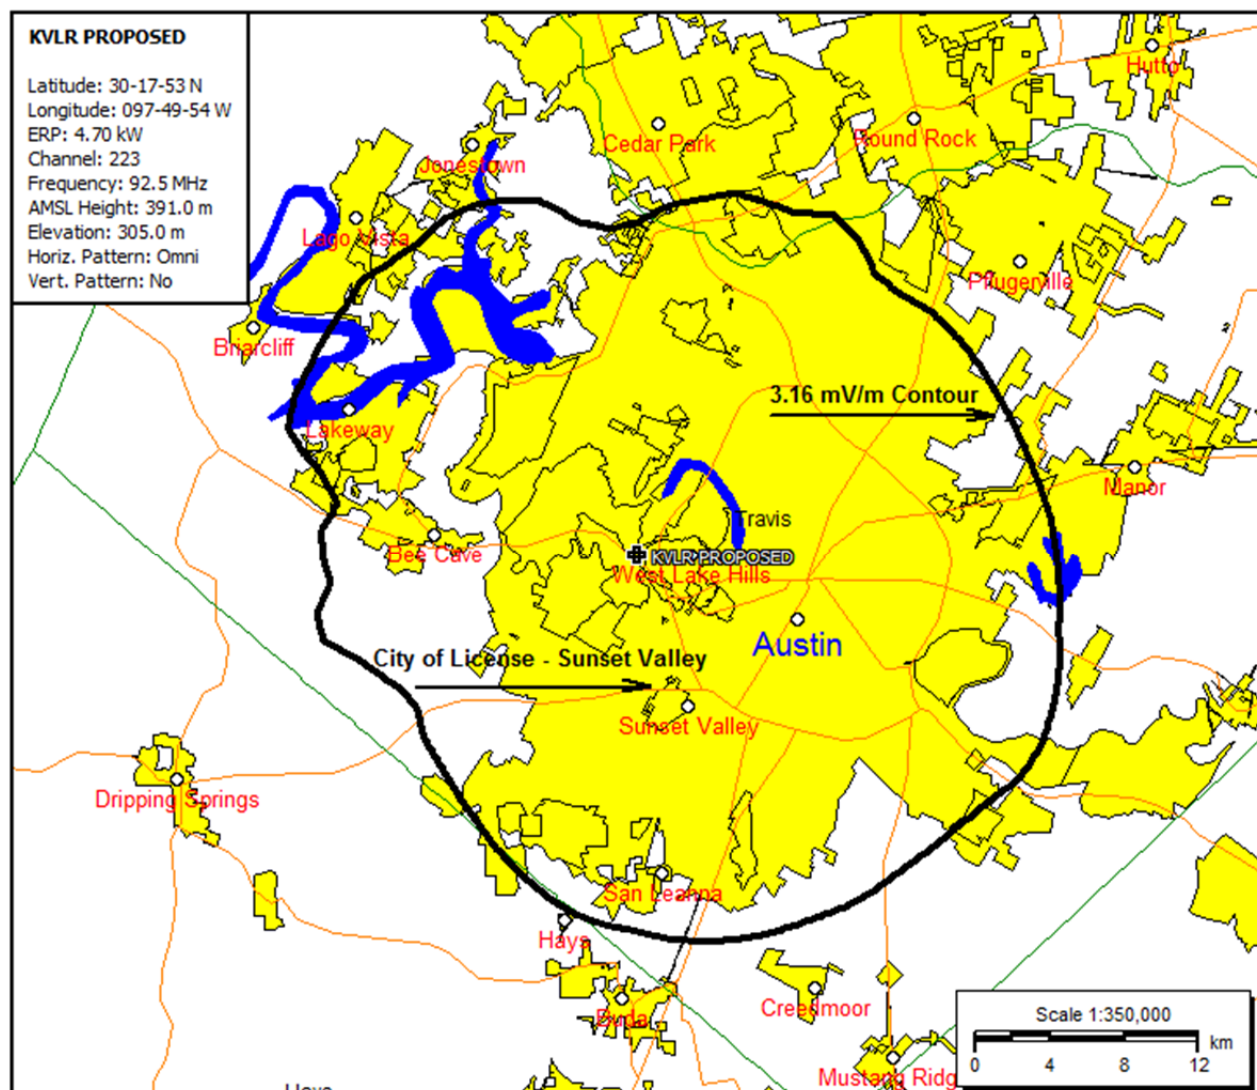 KVLR PROPOSED
Latitude: 30-17-53 N
Longitude: 097-49-54 W
ERP: 4.70 kW
Channel: 223
Frequency: 92.5 MHz
AMSL Height: 391.0 m
Elevation: 305.0 m
Horiz. Pattern: Omni
Vert. Pattern: No
Hutto
Cedar Park
Round Rock
Jonestown
Lago Vista
Pflugerville
Briarcliff
3.16 mV/m Contour
Lakeway
Manor
Travis
Bee Cave
KVLR PROPOSED
West Lake Hills
Austin
City of License - Sunset Valley
Sunset Valley
Dripping Springs
San Leanna
Hays
Creedmoor
Buda
Scale 1:350,000
km
0 4 8 12
Mustang Ridg
Hays